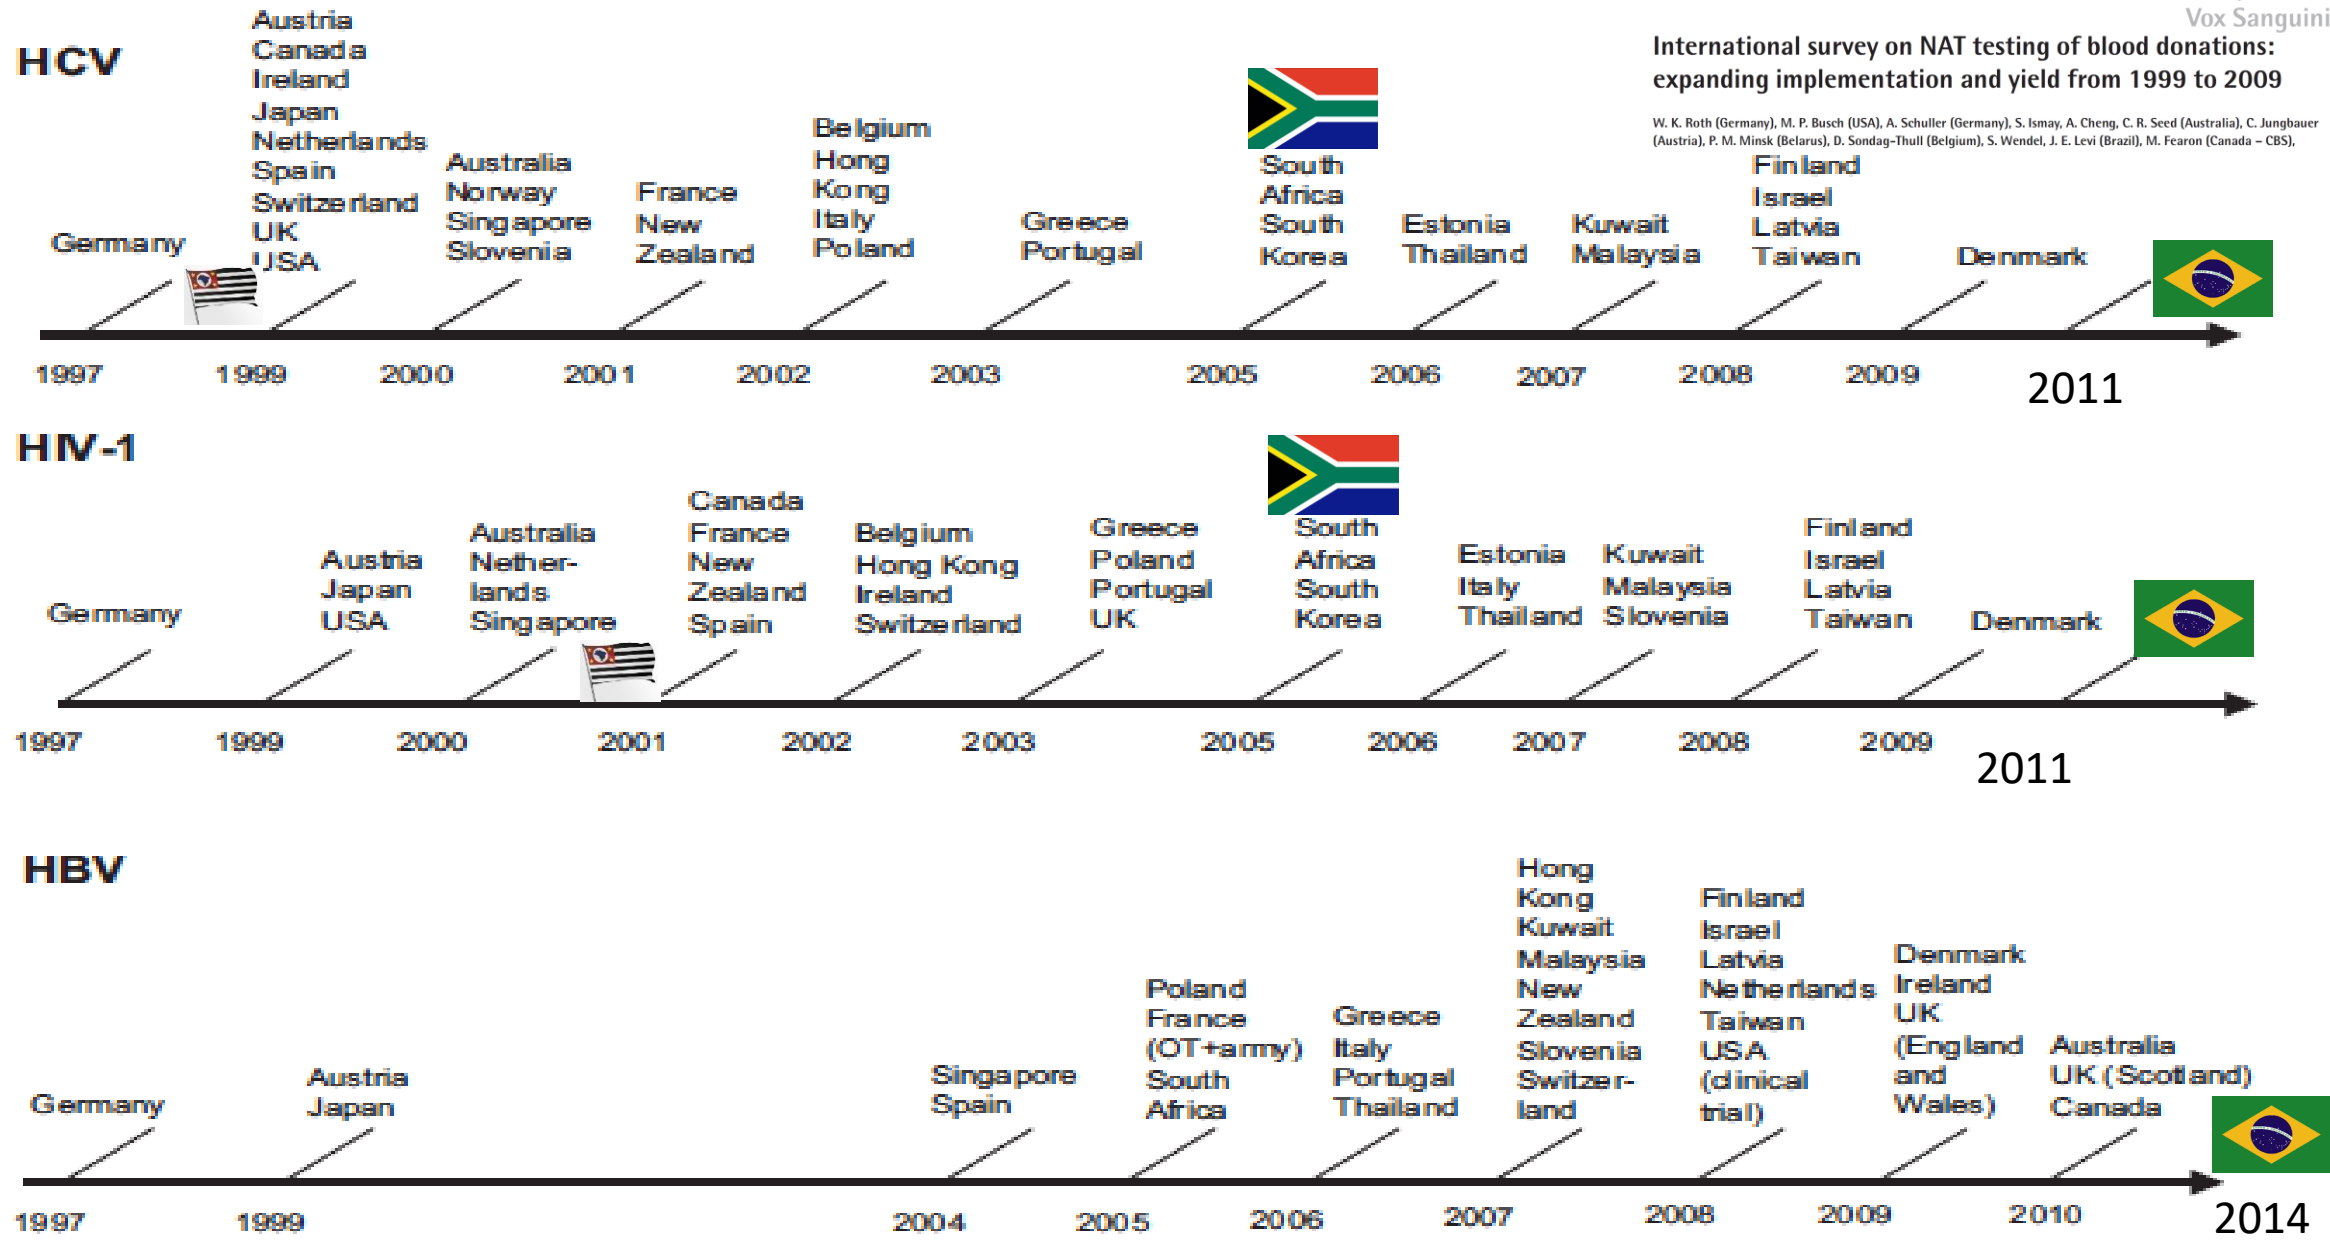 Vox Sanguini
International survey on NAT testing of blood donations:
expanding implementation and yield from 1999 to 2009
W. K. Roth (Germany), M. P. Busch (USA), A. Schuller (Germany), S. Ismay, A. Cheng, C. R. Seed (Australia), C. Jungbauer
(Austria), P. M. Minsk (Belarus), D. Sondag-Thull (Belgium), S. Wendel, J. E. Levi (Brazil), M. Fearon (Canada – CBS),
HCV
Germany
Austria
Canada
Ireland
Japan
Netherlands
Spain
Switzerland
UK
USA
Australia
Norway
Singapore
Slovenia
France
New
Zealand
Belgium
Hong
Kong
Italy
Poland
Greece
Portugal
South
Africa
South
Korea
Estonia
Thailand
Kuwait
Malaysia
Finland
Israel
Latvia
Taiwan
Denmark
1997 1999 2000 2001 2002 2003 2005 2006 2007 2008 2009 2011
HIV-1
Germany
Austria
Japan
USA
Australia
Nether-
lands
Singapore
Canada
France
New
Zealand
Spain
Belgium
Hong Kong
Ireland
Switzerland
Greece
Poland
Portugal
UK
South
Africa
South
Korea
Estonia
Italy
Thailand
Kuwait
Malaysia
Slovenia
Finland
Israel
Latvia
Taiwan
Denmark
1997 1999 2000 2001 2002 2003 2005 2006 2007 2008 2009 2011
HBV
Germany
Austria
Japan
Singapore
Spain
Poland
France
(OT+army)
South
Africa
Greece
Italy
Portugal
Thailand
Hong
Kong
Kuwait
Malaysia
New
Zealand
Slovenia
Switzer-
land
Finland
Israel
Latvia
Netherlands
Taiwan
USA
(clinical
trial)
Denmark
Ireland
UK
(England
and
Wales)
Australia
UK (Scotland)
Canada
1997 1999 2004 2005 2006 2007 2008 2009 2010 2014